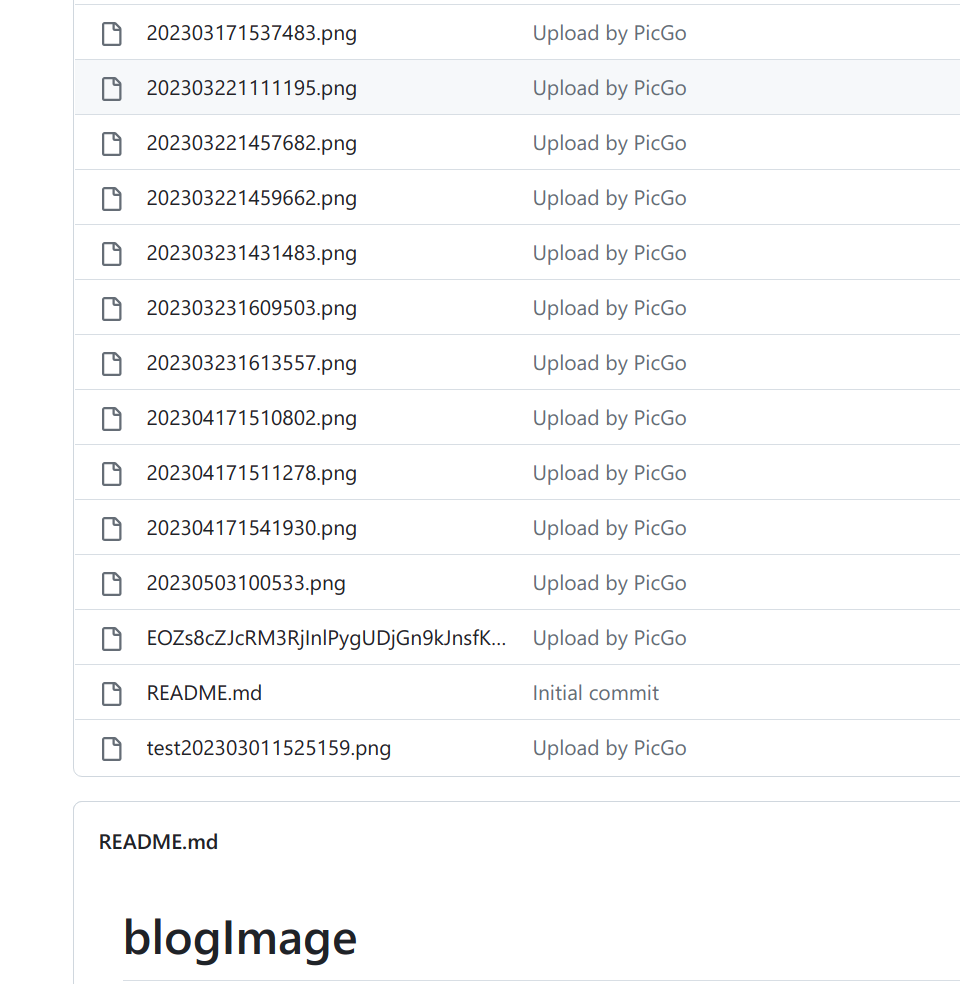 202303171537483.png Upload by PicGo
202303221111195.png Upload by PicGo
202303221457682.png Upload by PicGo
202303221459662.png Upload by PicGo
202303231431483.png Upload by PicGo
202303231609503.png Upload by PicGo
202303231613557.png Upload by PicGo
202304171510802.png Upload by PicGo
202304171511278.png Upload by PicGo
202304171541930.png Upload by PicGo
20230503100533.png Upload by PicGo
EOZs8cZJcRM3RjInlPygUDjGn9kJnsfK... Upload by PicGo
README.md Initial commit
test202303011525159.png Upload by PicGo
README.md
blogImage